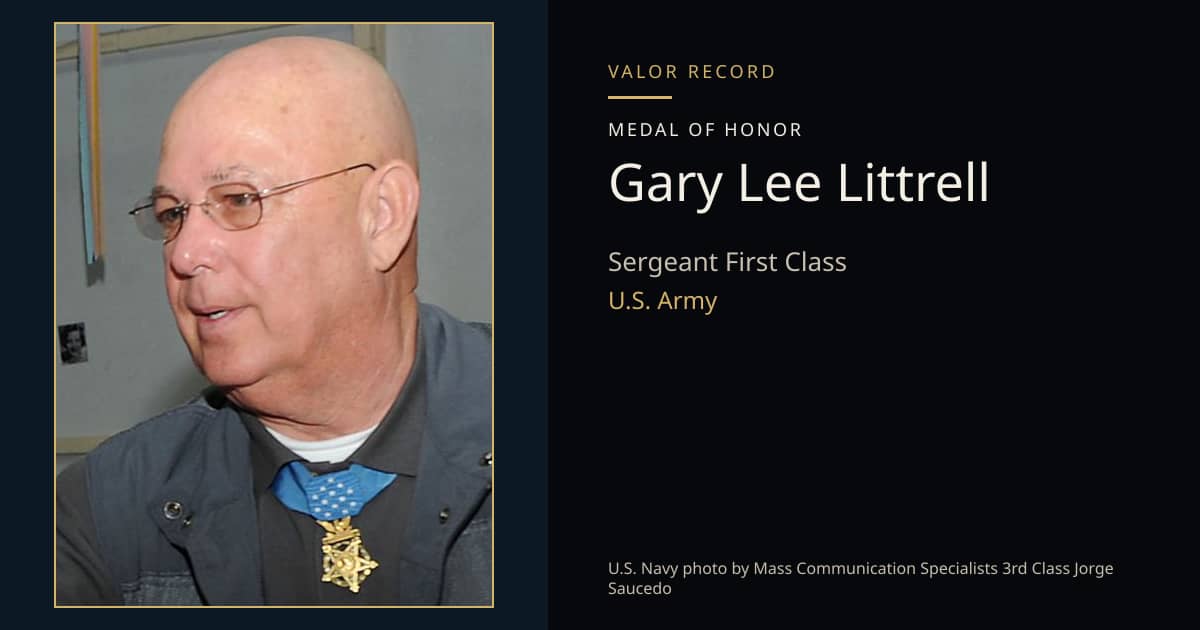 VALOR RECORD
MEDAL OF HONOR
Gary Lee Littrell
Sergeant First Class
U.S. Army
U.S. Navy photo by Mass Communication Specialists 3rd Class Jorge
Saucedo